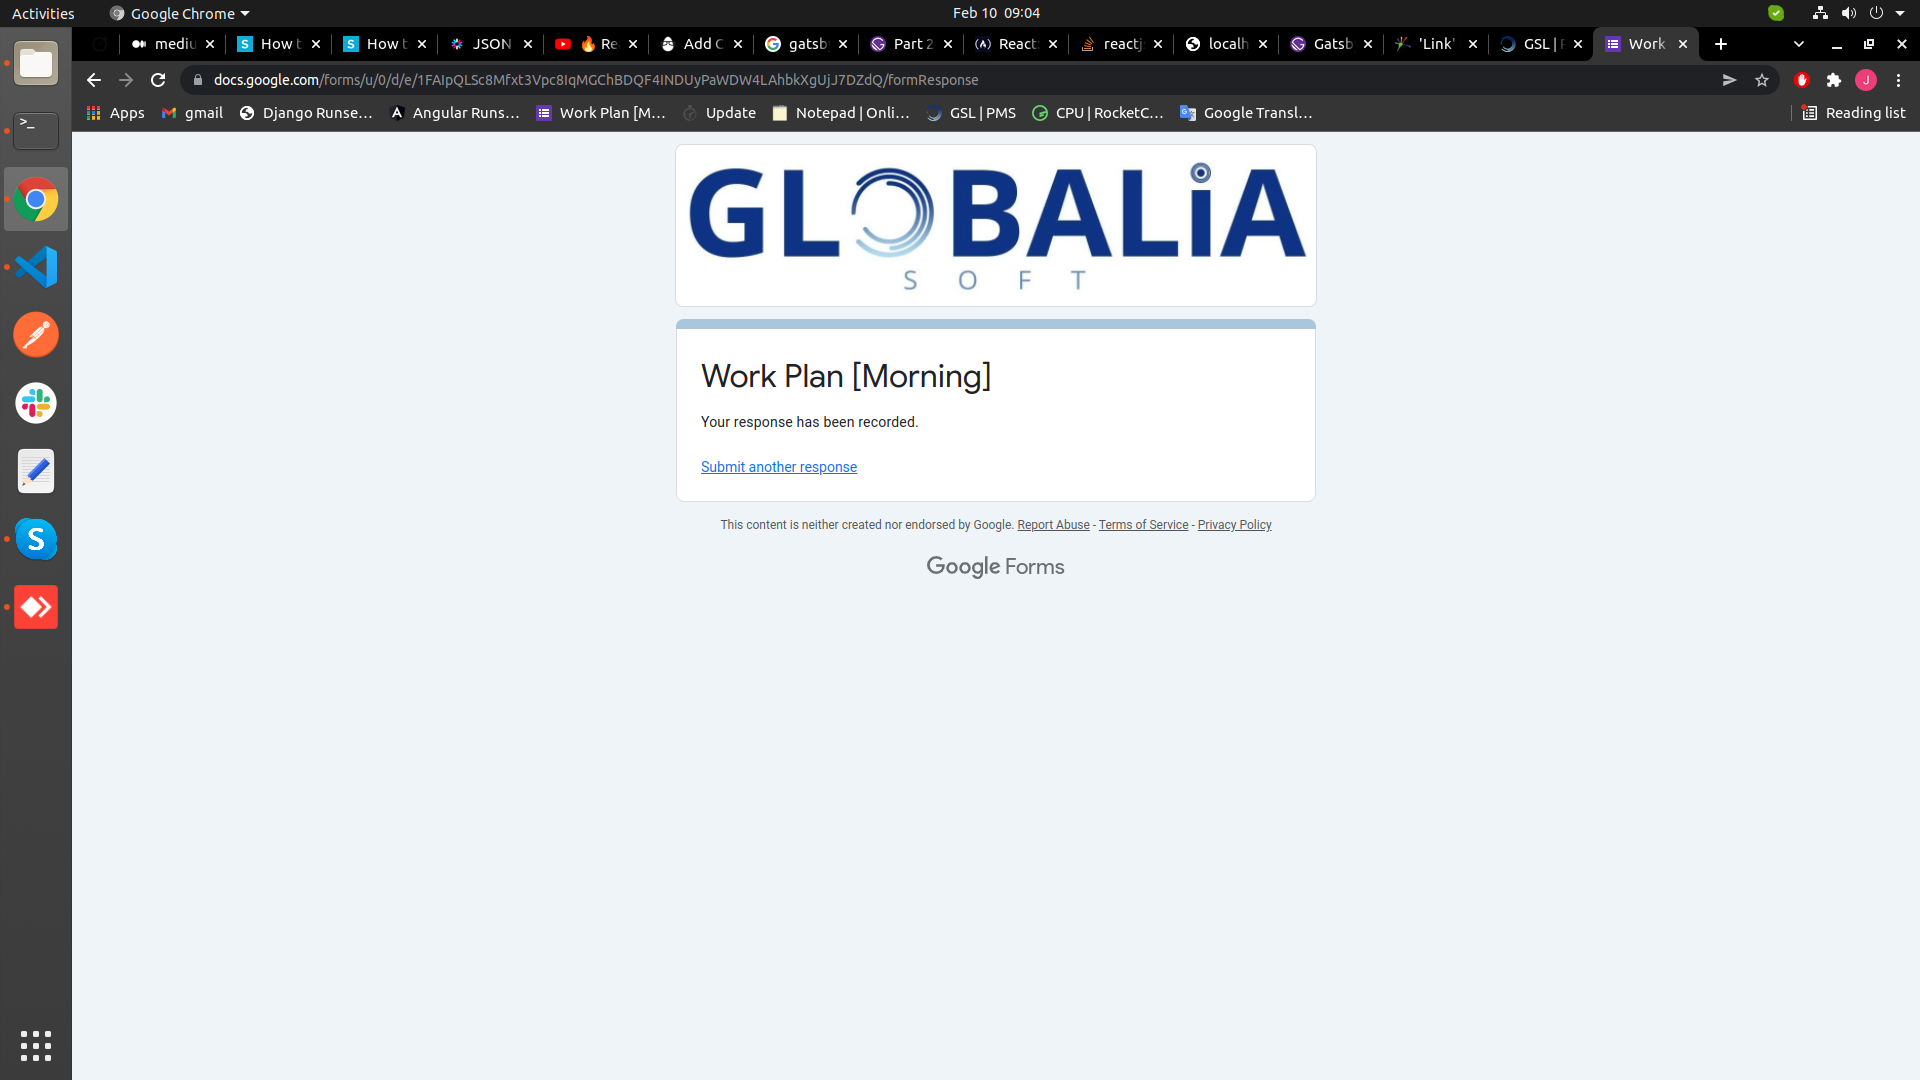 Activities
Google Chrome
Feb 10 09:04
mediu
How t
How t
JSON
Re
Add C
gatsb
Part 2
React
reactj
localh
Gatsb
'Link'
GSL |
Work
docs.google.com/forms/u/0/d/e/1FAIpQLSc8Mfxt3Vpc8IqMGChBDQF4INDUyPaWDW4LAhbkXgUjJ7DZdQ/formResponse
J
Apps
gmail
Django Runse...
Angular Runs...
Work Plan [M...
Update
Notepad | Onli...
GSL | PMS
CPU | RocketC...
Google Transl...
Reading list
GLOBALiA
SOFT
Work Plan [Morning]
Your response has been recorded.
Submit another response
This content is neither created nor endorsed by Google. Report Abuse - Terms of Service - Privacy Policy
Google Forms